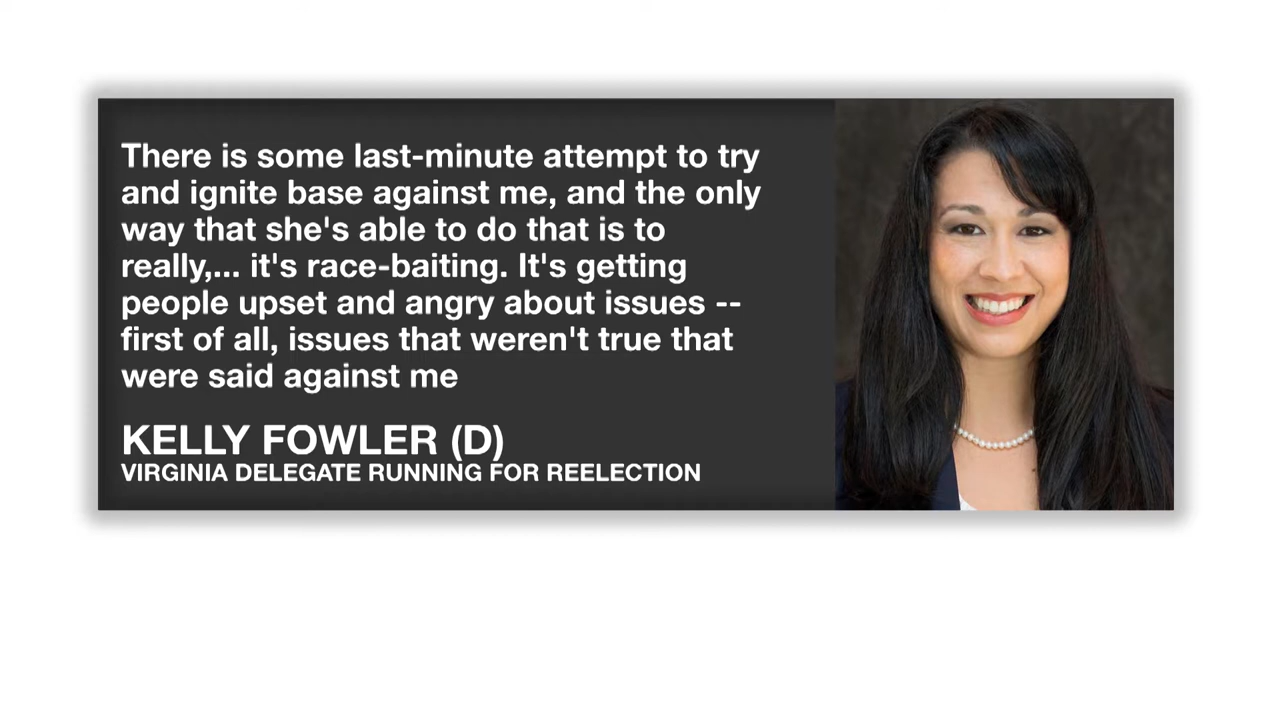 There is some last-minute attempt to try
and ignite base against me, and the only
way that she's able to do that is to
really,... it's race-baiting. It's getting
people upset and angry about issues --
first of all, issues that weren't true that
were said against me
KELLY FOWLER (D)
VIRGINIA DELEGATE RUNNING FOR REELECTION